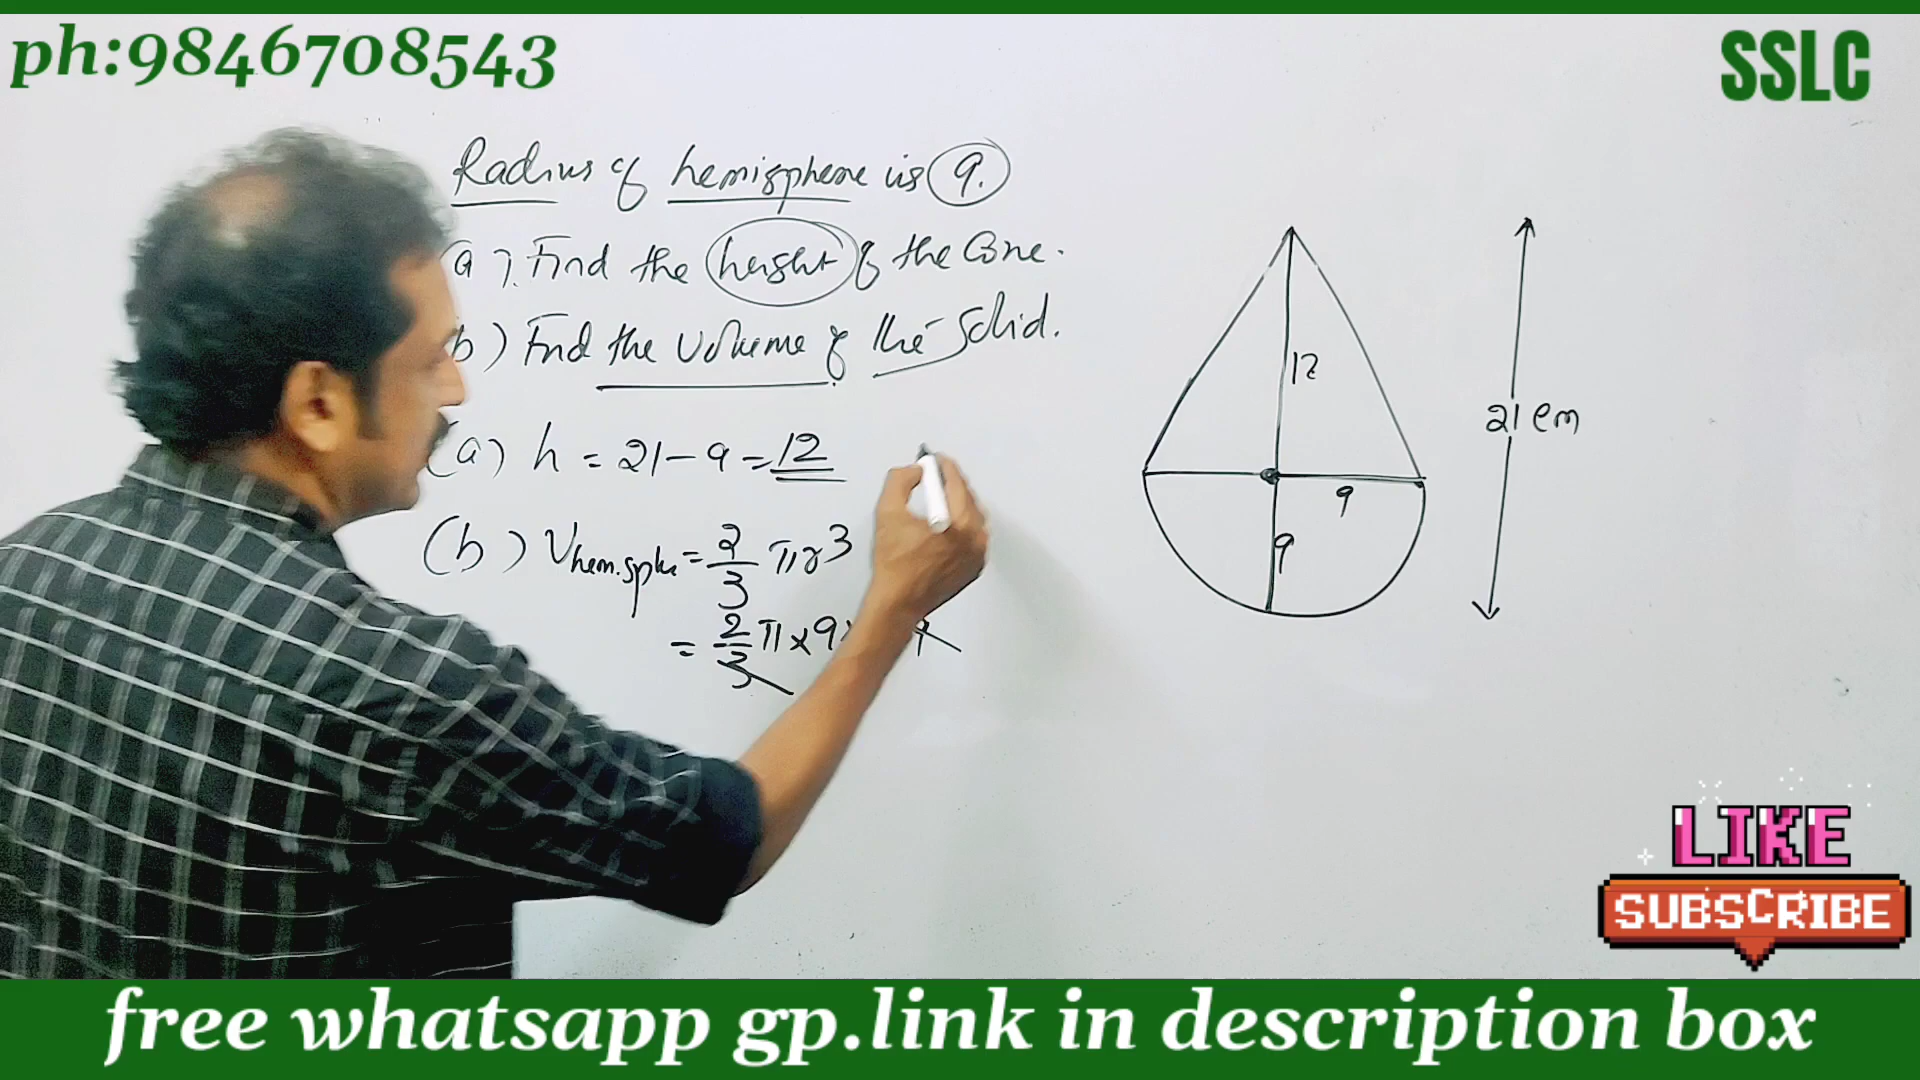 ph:9846708543
SSLC
Radius of hemisphere is 9.
(a). Find the height of the Cone.
b) Find the Volume of the Solid.
(a) h = 21 - 9 = 12
(b) Vhem.sphe = 2/3 πr3
= 2/3 π x 9
12
9
9
21 cm
LIKE
SUBSCRIBE
free whatsapp gp.link in description box